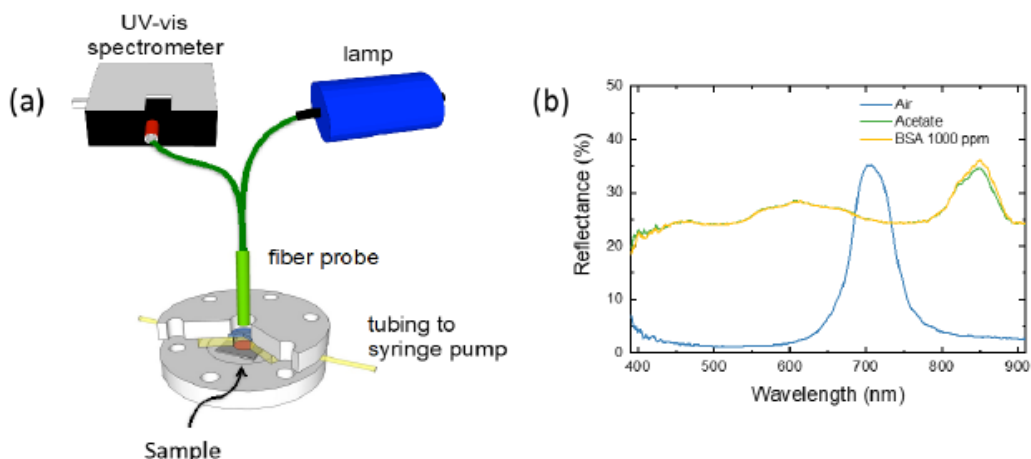 (a)
UV-vis
spectrometer
lamp
fiber probe
tubing to
syringe pump
Sample
(b)
Air
Acetate
BSA 1000 ppm
Reflectance (%)
50
40
30
20
10
0
400 500 600 700 800 900
Wavelength (nm)